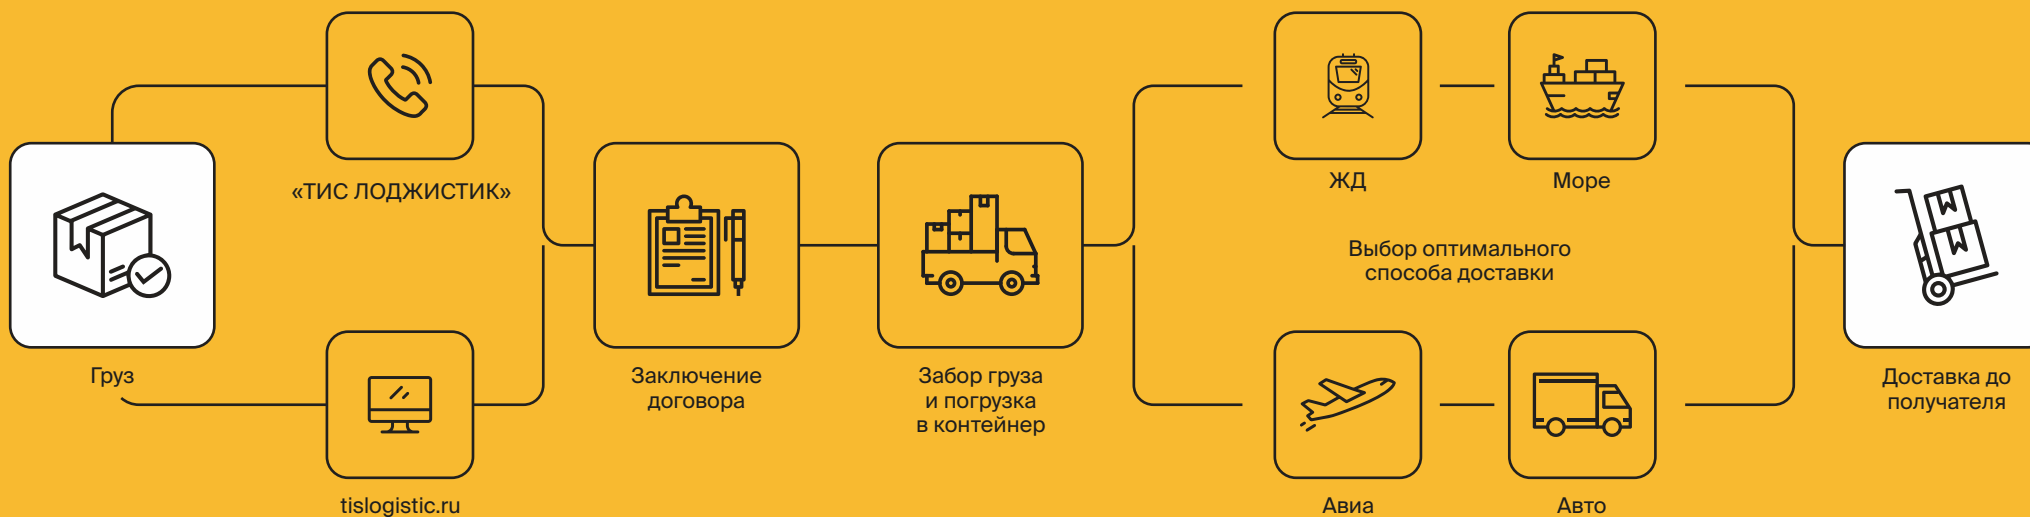 «ТИС ЛОДЖИСТИК»
Груз
tislogistic.ru
Заключение
договора
Забор груза
и погрузка
в контейнер
ЖД
Море
Выбор оптимального
способа доставки
Авиа
Авто
Доставка до
получателя